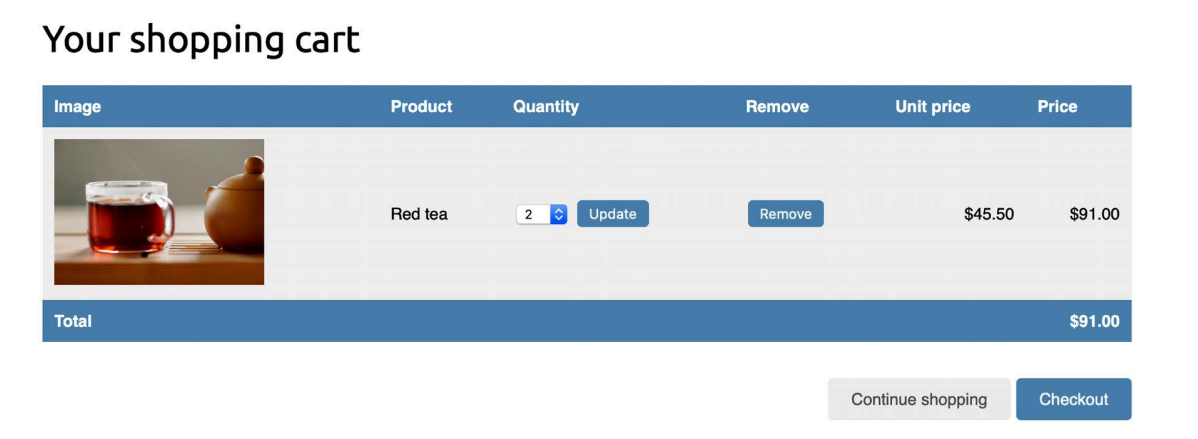 Your shopping cart
Image Product Quantity Remove Unit price Price
Red tea 2 Update Remove $45.50 $91.00
Total $91.00
Continue shopping Checkout